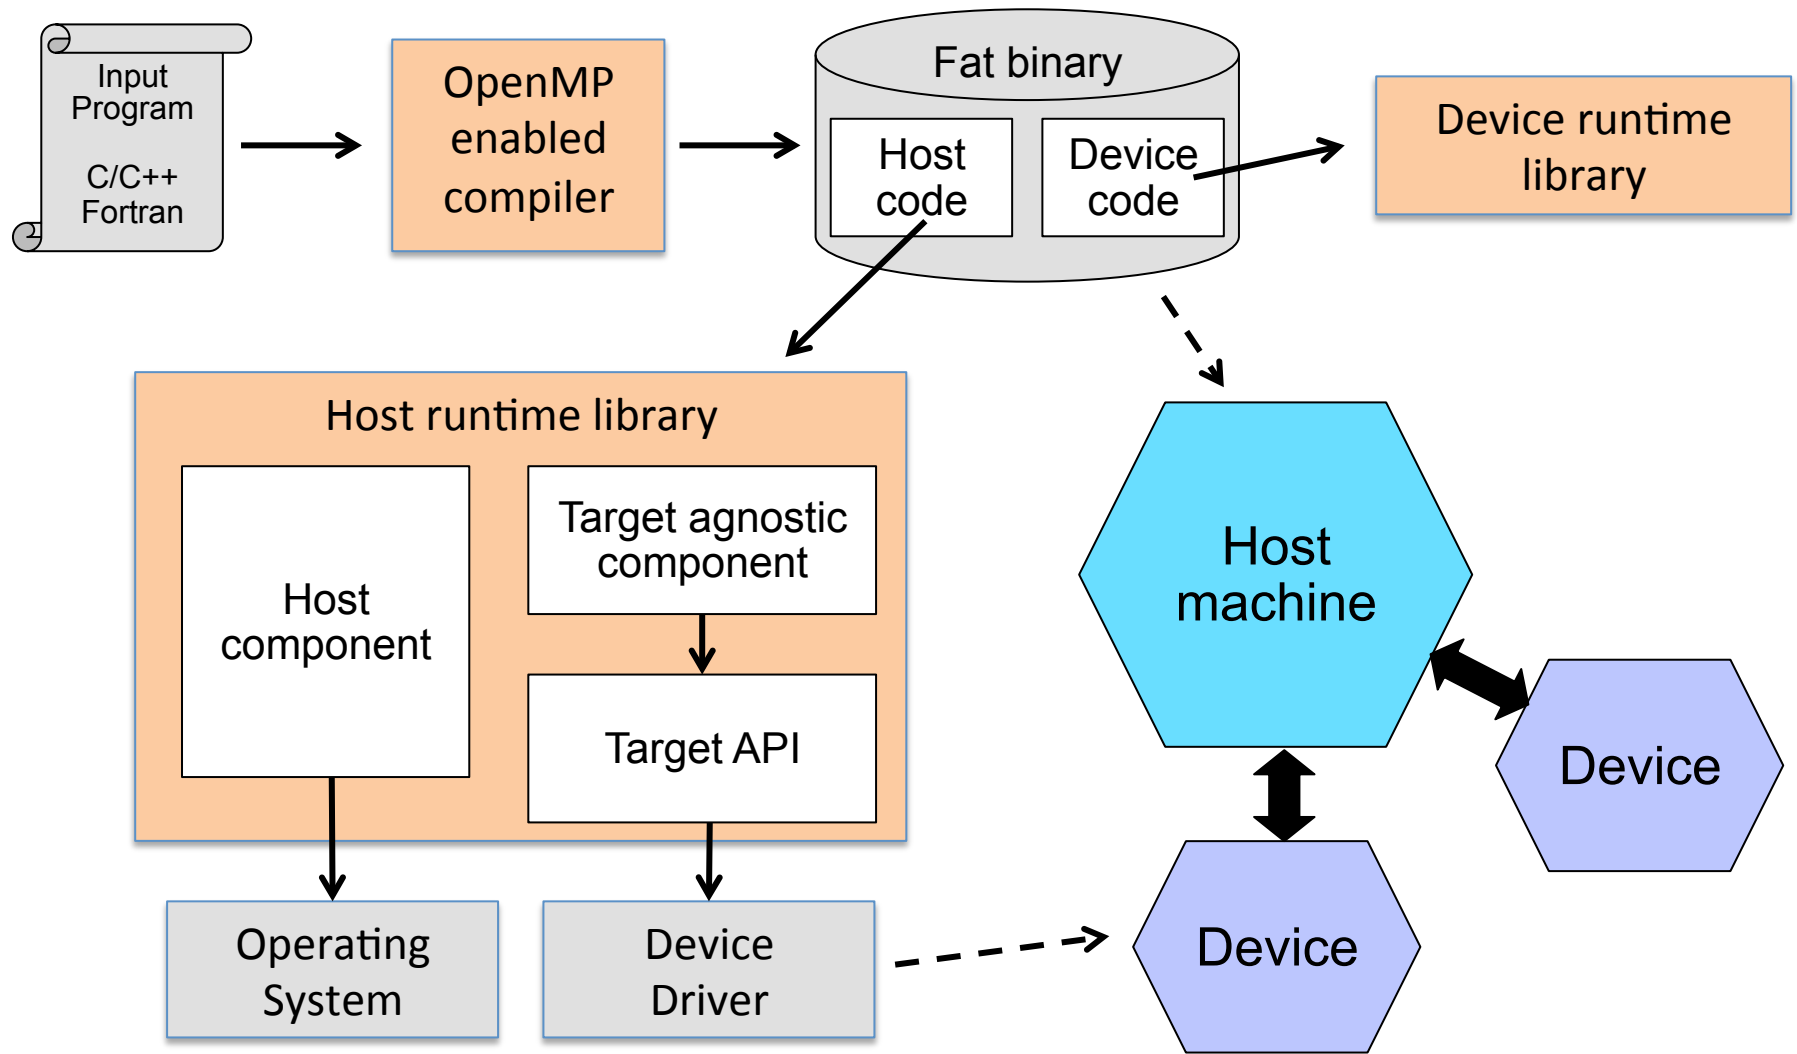 Input
Program
C/C++
Fortran
OpenMP
enabled
compiler
Fat binary
Host
code
Device
code
Device runtime
library
Host runtime library
Host
component
Target agnostic
component
Target API
Operating
System
Device
Driver
Host
machine
Device
Device